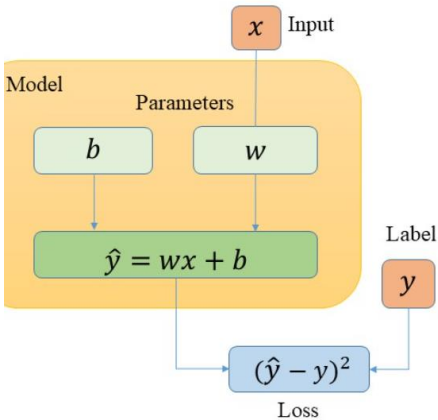 x Input
Model
Parameters
b w
ŷ = wx + b
Label
y
(ŷ − y)²
Loss